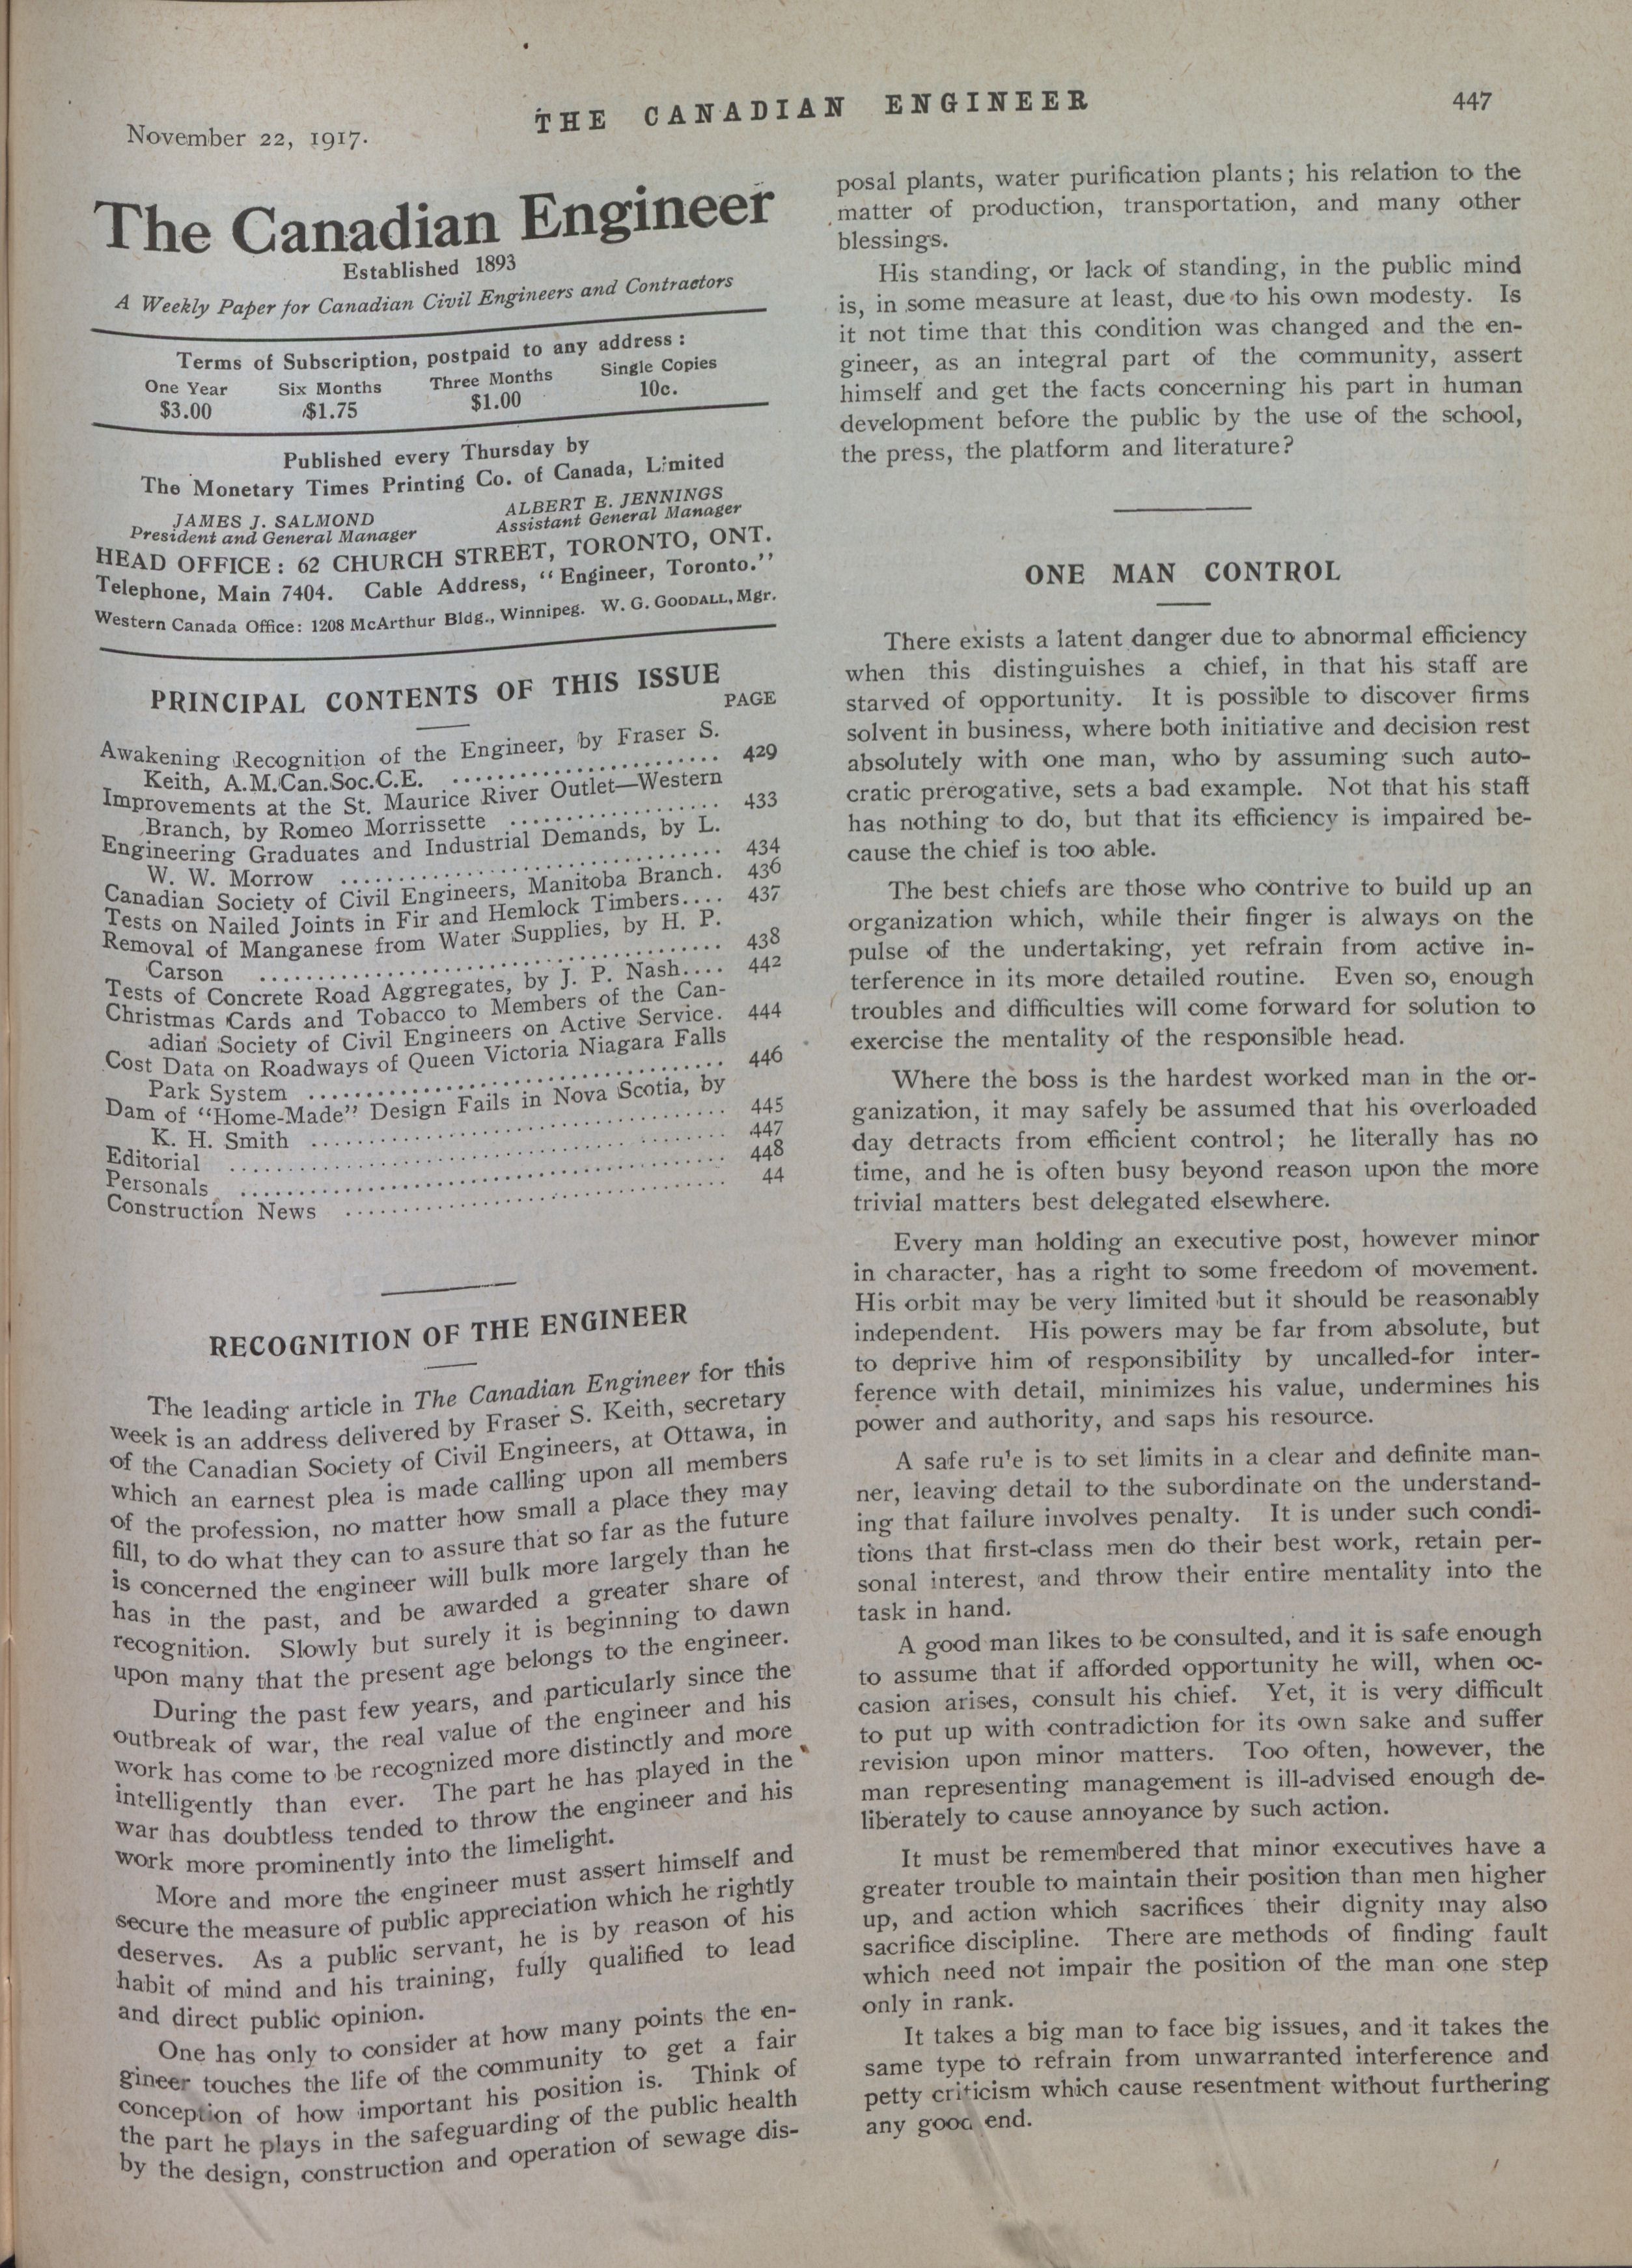 November 22, 1917.
THE CANADIAN ENGINEER
447
The Canadian Engineer
Established 1893
A Weekly Paper for Canadian Civil Engineers and Contractors
Terms of Subscription, postpaid to any address:
One Year Six Months Three Months Single Copies
$3.00 $1.75 $1.00 10c.
Published every Thursday by
The Monetary Times Printing Co. of Canada, Limited
JAMES J. SALMOND ALBERT E. JENNINGS
President and General Manager Assistant General Manager
HEAD OFFICE: 62 CHURCH STREET, TORONTO, ONT.
Telephone, Main 7404. Cable Address, "Engineer, Toronto."
Western Canada Office: 1208 McArthur Bldg., Winnipeg. W. G. GOODALL, Mgr.
PRINCIPAL CONTENTS OF THIS ISSUE
PAGE
Awakening Recognition of the Engineer, by Fraser S.
Keith, A.M.Can.Soc.C.E. ........................ 429
Improvements at the St. Maurice River Outlet—Western
Branch, by Romeo Morrissette ................... 433
Engineering Graduates and Industrial Demands, by L.
W. W. Morrow .................................. 434
Canadian Society of Civil Engineers, Manitoba Branch. 436
Tests on Nailed Joints in Fir and Hemlock Timbers.... 437
Removal of Manganese from Water Supplies, by H. P.
Carson ........................................ 438
Tests of Concrete Road Aggregates, by J. P. Nash.... 442
Christmas Cards and Tobacco to Members of the Can-
adian Society of Civil Engineers on Active Service. 444
Cost Data on Roadways of Queen Victoria Niagara Falls
Park System .................................... 446
Dam of "Home-Made" Design Fails in Nova Scotia, by
K. H. Smith .................................... 445
Editorial .......................................... 447
Personals .......................................... 448
Construction News .................................. 44
RECOGNITION OF THE ENGINEER
The leading article in The Canadian Engineer for this
week is an address delivered by Fraser S. Keith, secretary
of the Canadian Society of Civil Engineers, at Ottawa, in
which an earnest plea is made calling upon all members
of the profession, no matter how small a place they may
fill, to do what they can to assure that so far as the future
is concerned the engineer will bulk more largely than he
has in the past, and be awarded a greater share of
recognition. Slowly but surely it is beginning to dawn
upon many that the present age belongs to the engineer.
During the past few years, and particularly since the
outbreak of war, the real value of the engineer and his
work has come to be recognized more distinctly and more
intelligently than ever. The part he has played in the
war has doubtless tended to throw the engineer and his
work more prominently into the limelight.
More and more the engineer must assert himself and
secure the measure of public appreciation which he rightly
deserves. As a public servant, he is by reason of his
habit of mind and his training, fully qualified to lead
and direct public opinion.
One has only to consider at how many points the en-
gineer touches the life of the community to get a fair
conception of how important his position is. Think of
the part he plays in the safeguarding of the public health
by the design, construction and operation of sewage dis-
posal plants, water purification plants; his relation to the
matter of production, transportation, and many other
blessings.
His standing, or lack of standing, in the public mind
is, in some measure at least, due to his own modesty. Is
it not time that this condition was changed and the en-
gineer, as an integral part of the community, assert
himself and get the facts concerning his part in human
development before the public by the use of the school,
the press, the platform and literature?
ONE MAN CONTROL
There exists a latent danger due to abnormal efficiency
when this distinguishes a chief, in that his staff are
starved of opportunity. It is possible to discover firms
solvent in business, where both initiative and decision rest
absolutely with one man, who by assuming such auto-
cratic prerogative, sets a bad example. Not that his staff
has nothing to do, but that its efficiency is impaired be-
cause the chief is too able.
The best chiefs are those who contrive to build up an
organization which, while their finger is always on the
pulse of the undertaking, yet refrain from active in-
terference in its more detailed routine. Even so, enough
troubles and difficulties will come forward for solution to
exercise the mentality of the responsible head.
Where the boss is the hardest worked man in the or-
ganization, it may safely be assumed that his overloaded
day detracts from efficient control; he literally has no
time, and he is often busy beyond reason upon the more
trivial matters best delegated elsewhere.
Every man holding an executive post, however minor
in character, has a right to some freedom of movement.
His orbit may be very limited but it should be reasonably
independent. His powers may be far from absolute, but
to deprive him of responsibility by uncalled-for inter-
ference with detail, minimizes his value, undermines his
power and authority, and saps his resource.
A safe ru'e is to set limits in a clear and definite man-
ner, leaving detail to the subordinate on the understand-
ing that failure involves penalty. It is under such condi-
tions that first-class men do their best work, retain per-
sonal interest, and throw their entire mentality into the
task in hand.
A good man likes to be consulted, and it is safe enough
to assume that if afforded opportunity he will, when oc-
casion arises, consult his chief. Yet, it is very difficult
to put up with contradiction for its own sake and suffer
revision upon minor matters. Too often, however, the
man representing management is ill-advised enough de-
liberately to cause annoyance by such action.
It must be remembered that minor executives have a
greater trouble to maintain their position than men higher
up, and action which sacrifices their dignity may also
sacrifice discipline. There are methods of finding fault
which need not impair the position of the man one step
only in rank.
It takes a big man to face big issues, and it takes the
same type to refrain from unwarranted interference and
petty criticism which cause resentment without furthering
any good end.